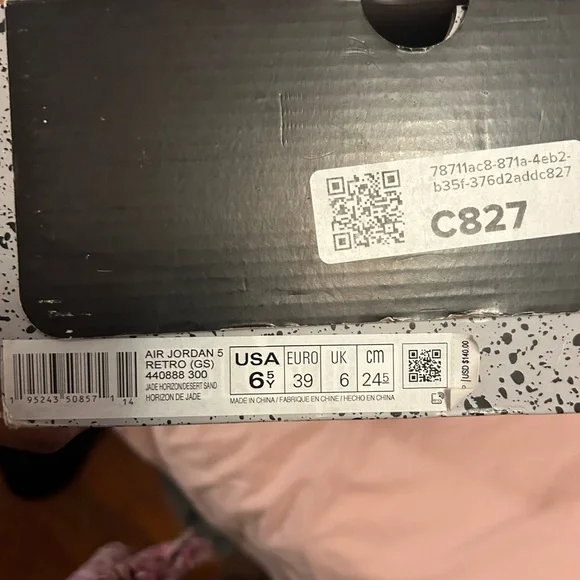 78711ac8-871a-4eb2-
b35f-376d2addc827
C827
AIR JORDAN 5
RETRO (GS)
440888 300
JADE HORIZON/DESERT SAND
HORIZON DE JADE
1 95243 50857 14
USA EURO UK cm
6 5Y 39 6 24 5
MADE IN CHINA / FABRIQUE EN CHINE / HECHO EN CHINA
USD $140.00